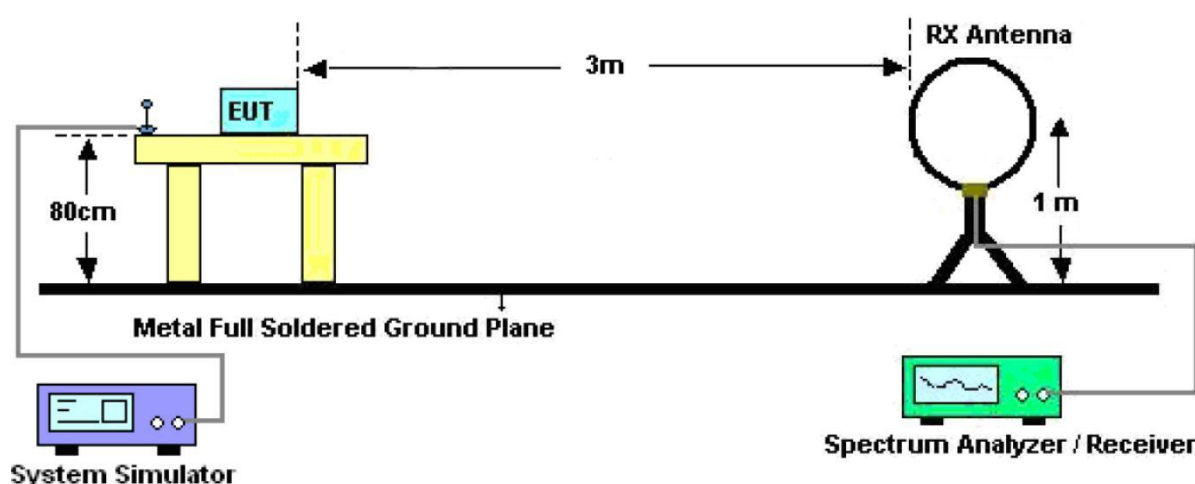 RX Antenna
3m
EUT
80cm
1 m
Metal Full Soldered Ground Plane
Spectrum Analyzer / Receiver
System Simulator